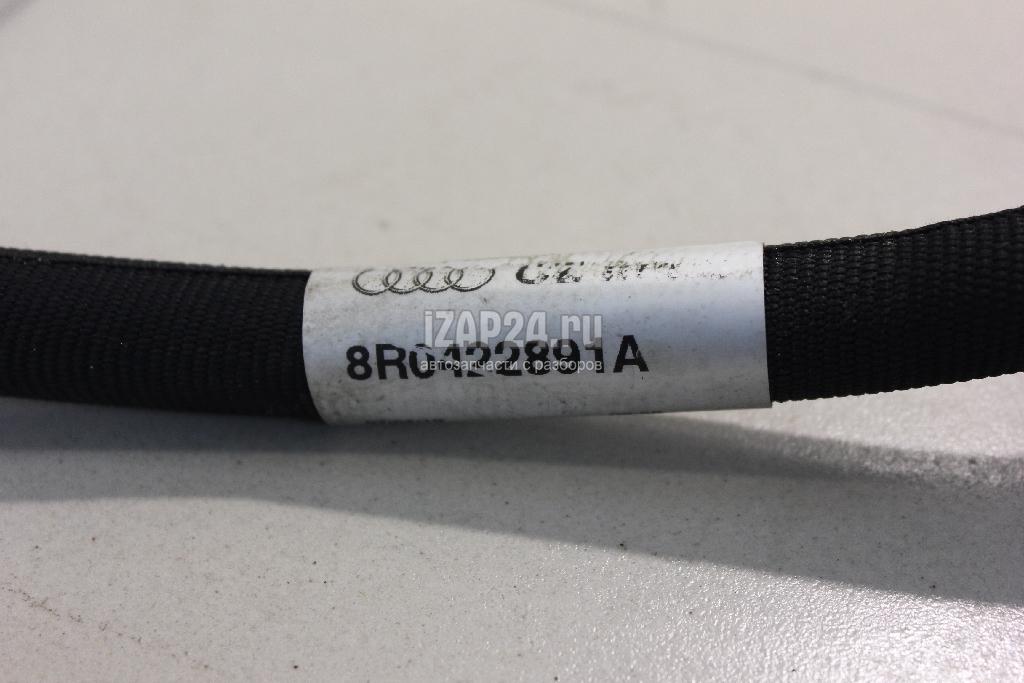 iZAP24.ru
8R0422891A
автозапчасти с разборов